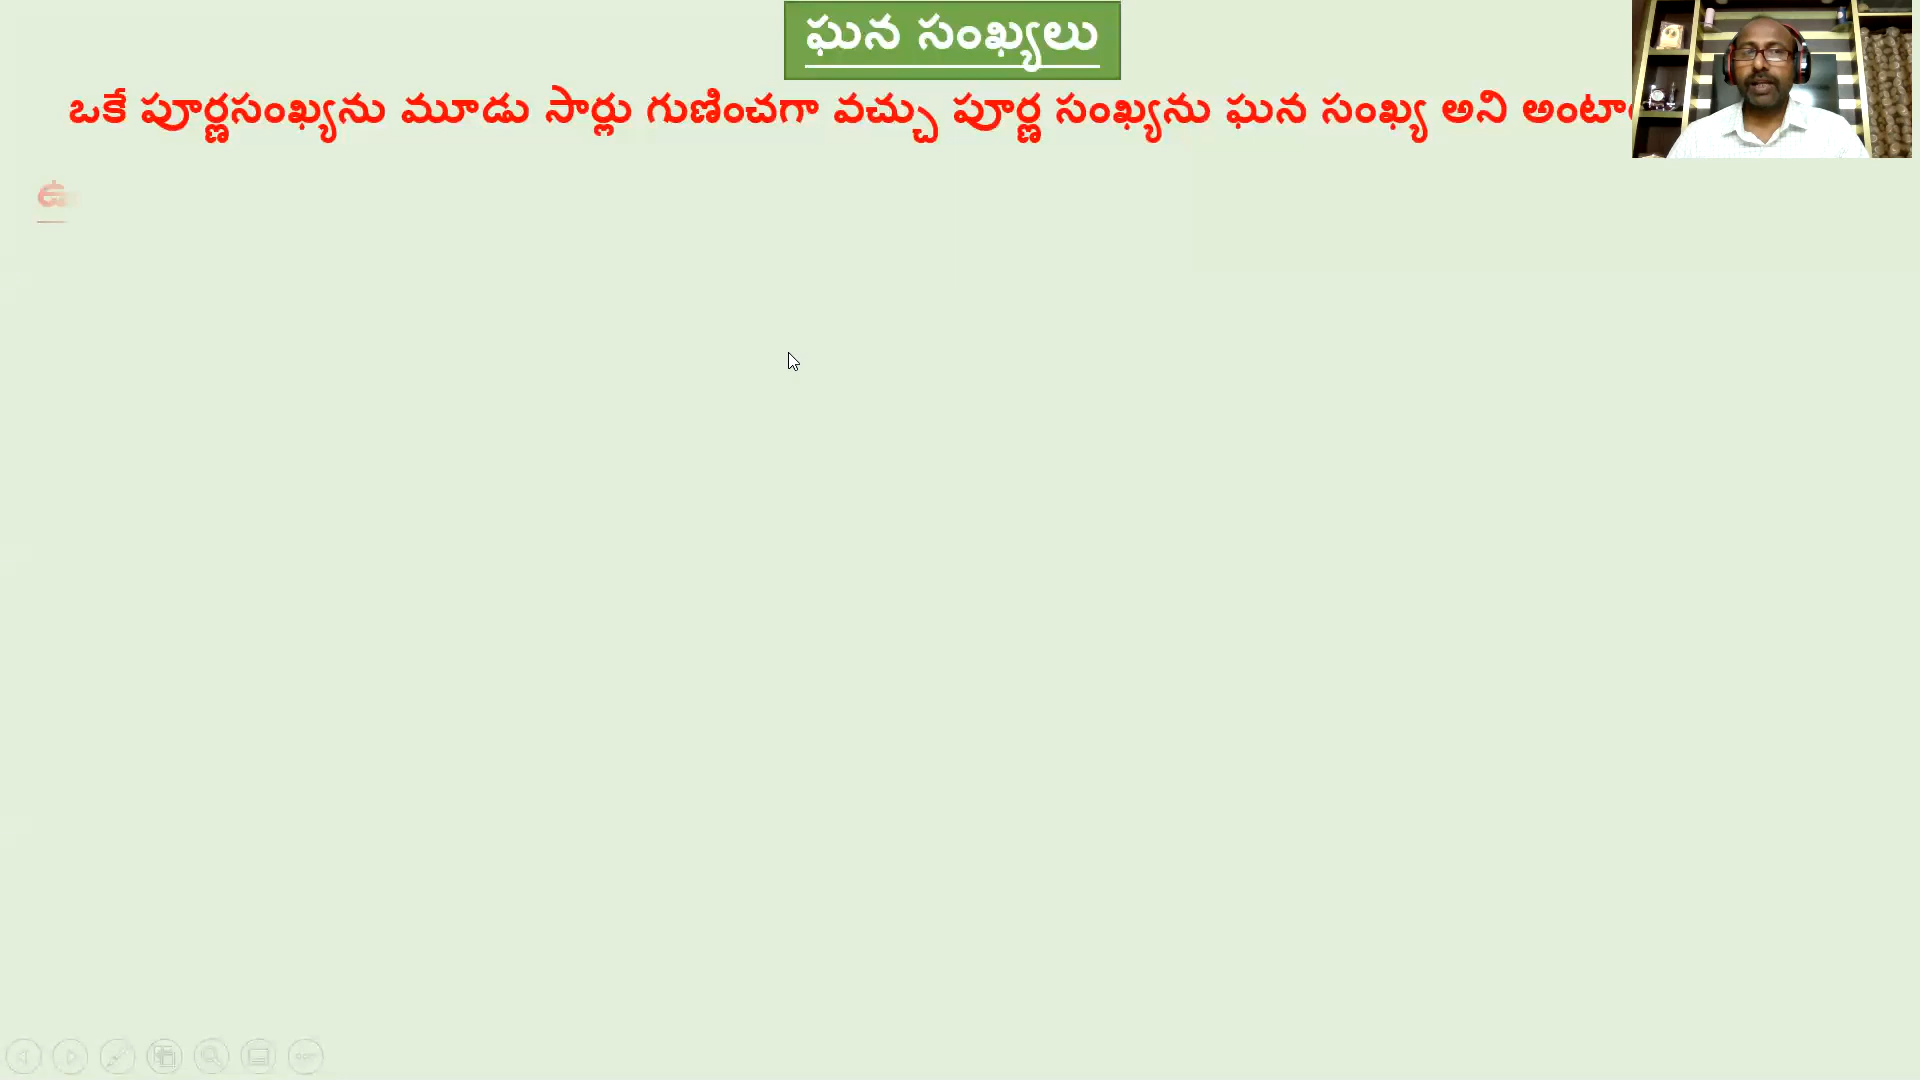 ఘన సంఖ్యలు
ఒకే పూర్ణసంఖ్యను మూడు సార్లు గుణించగా వచ్చు పూర్ణ సంఖ్యను ఘన సంఖ్య అని